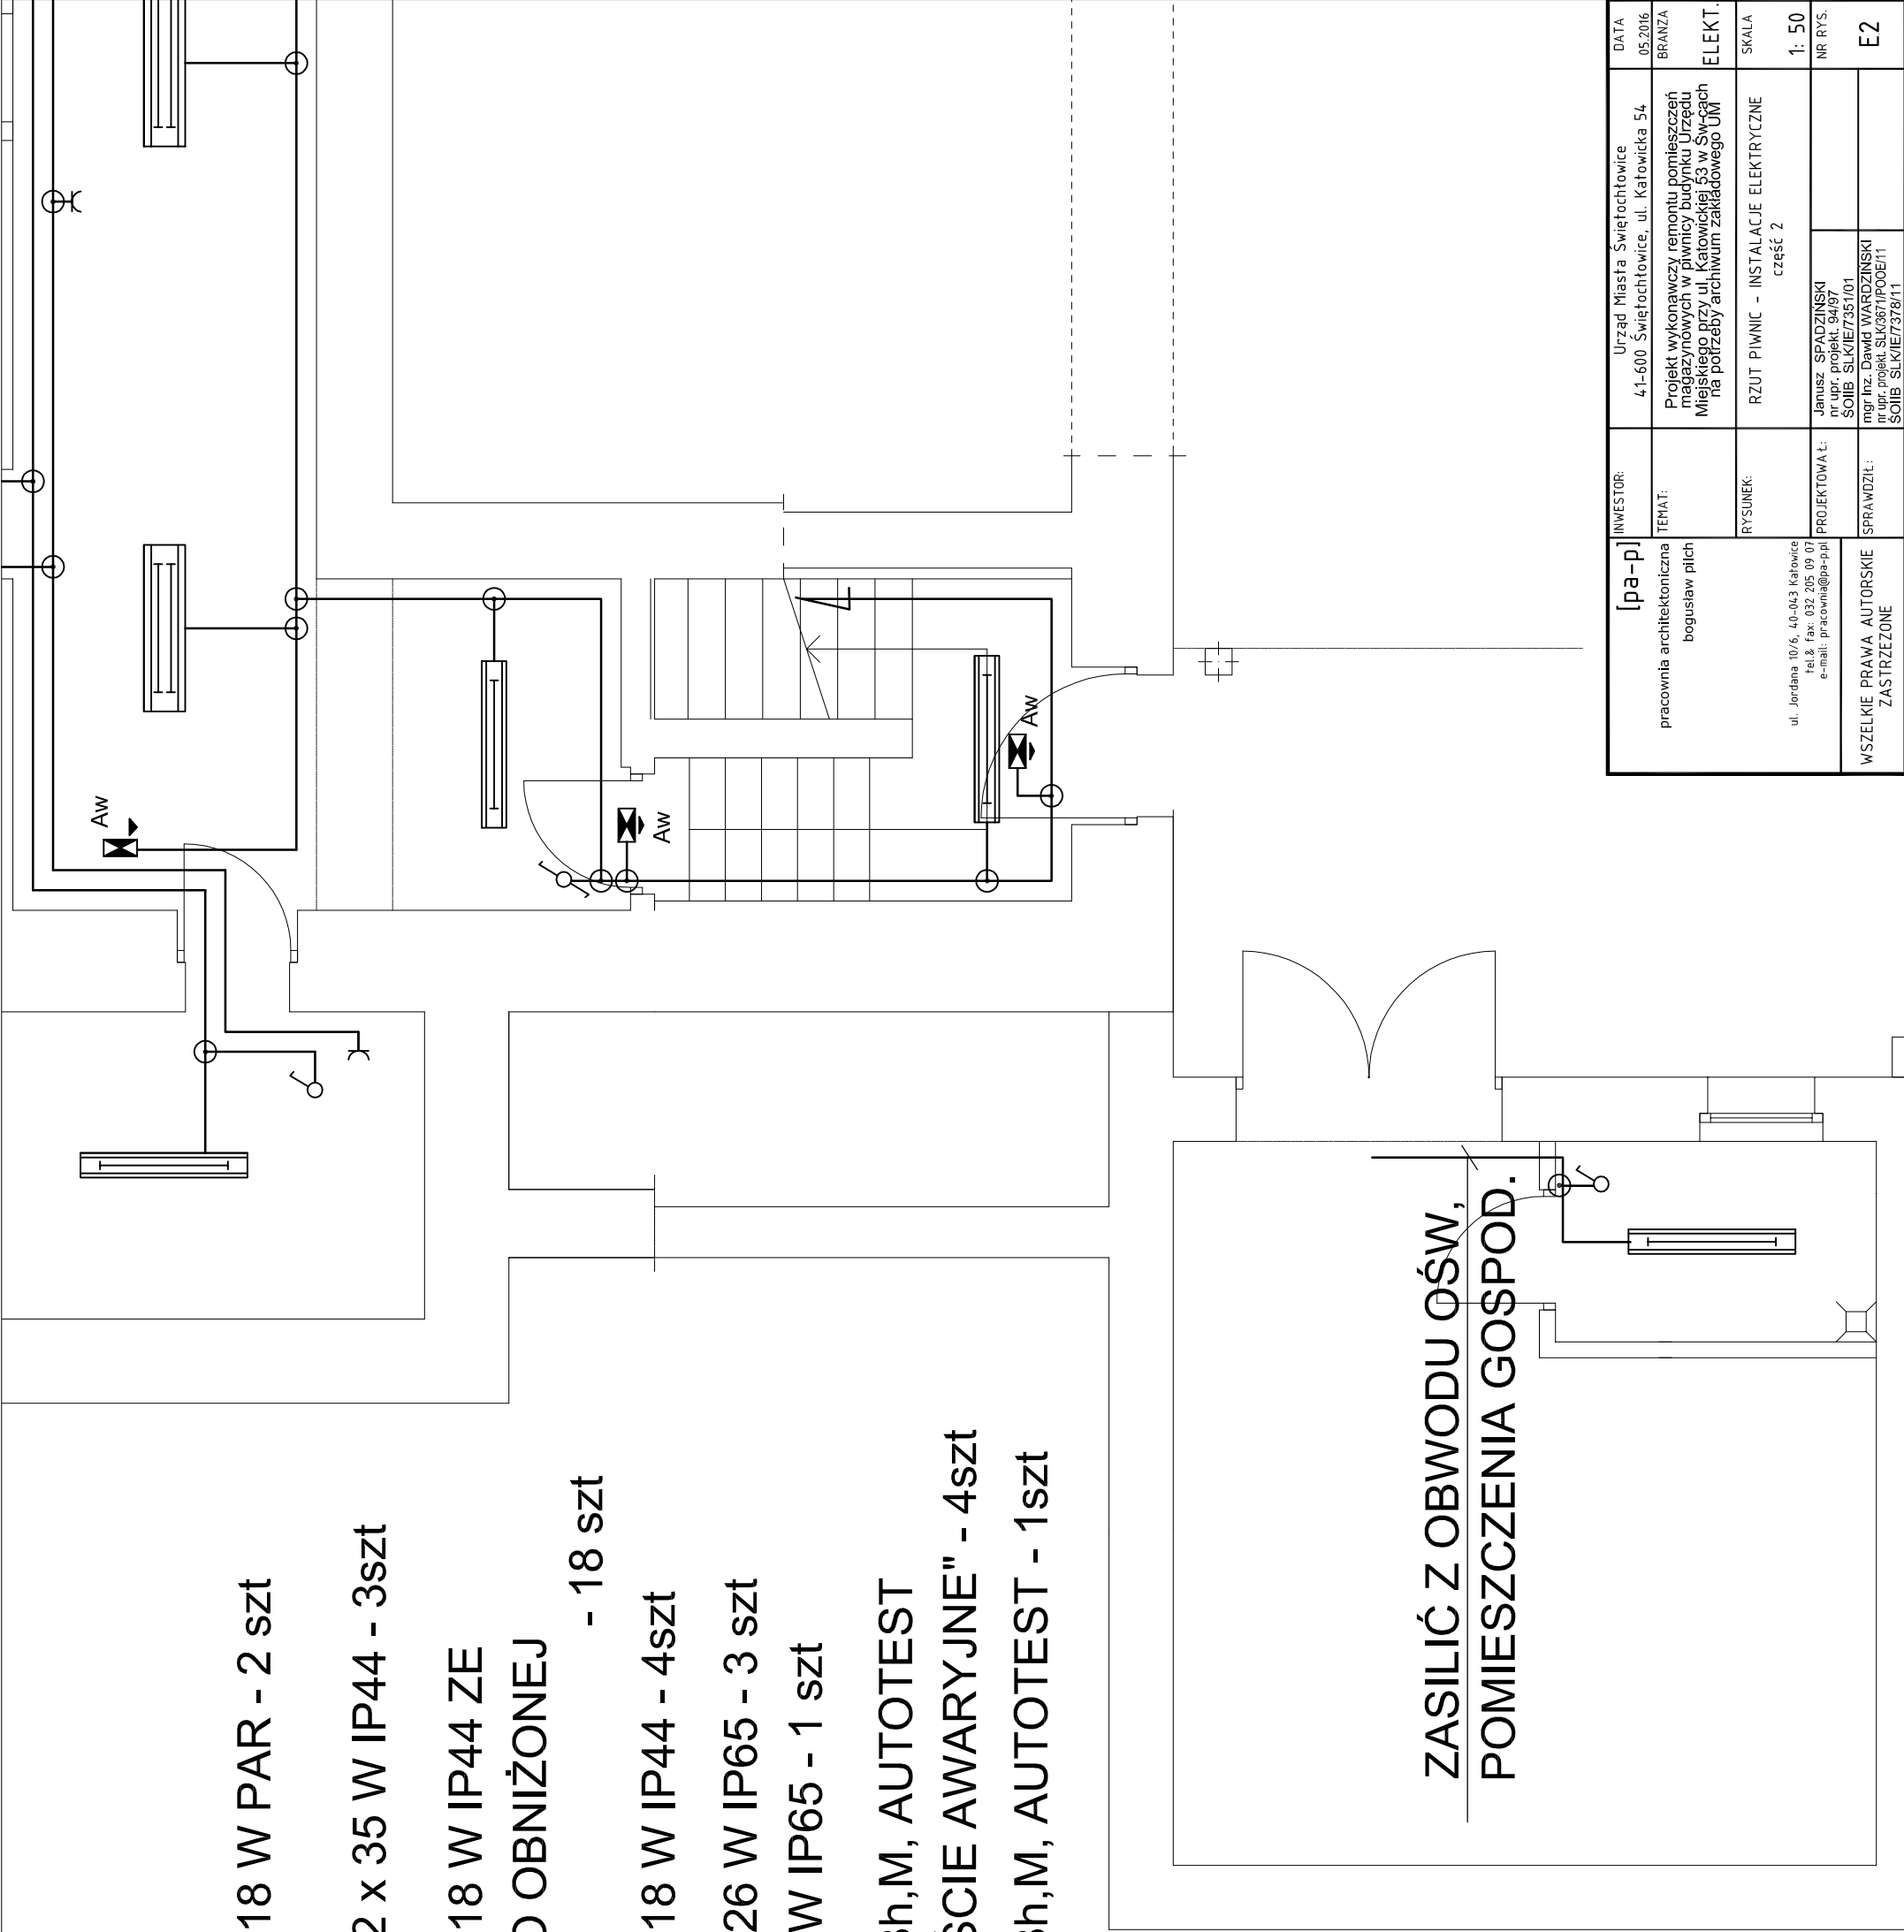 18 W PAR - 2 szt
2 x 35 W IP44 - 3szt
18 W IP44 ZE
OBNIŻONEJ
- 18 szt
18 W IP44 - 4szt
26 W IP65 - 3 szt
W IP65 - 1 szt
h,M, AUTOTEST
ŚCIE AWARYJNE" - 4szt
h,M, AUTOTEST - 1szt
ZASILIĆ Z OBWODU OŚW,
POMIESZCZENIA GOSPOD.
Aw
Aw
Aw
[pa-p]
pracownia architektoniczna
bogusław pilch
ul. Jordana 10/6, 40-043 Katowice
tel.& fax: 032 205 09 07
e-mail: pracownia@pa-p.pl
WSZELKIE PRAWA AUTORSKIE
ZASTRZEŻONE
INWESTOR:
Urząd Miasta Świętochłowice
41-600 Świętochłowice, ul. Katowicka 54
DATA
05.2016
TEMAT:
Projekt wykonawczy remontu pomieszczeń
magazynowych w piwnicy budynku Urzędu
Miejskiego przy ul. Katowickiej 53 w Św-cach
na potrzeby archiwum zakładowego UM
BRANŻA
ELEKT.
RYSUNEK:
RZUT PIWNIC - INSTALACJE ELEKTRYCZNE
część 2
SKALA
1: 50
PROJEKTOWAŁ:
Janusz SPADZIŃSKI
nr upr. projekt. 94/97
ŚOIIB SLK/IE/7351/01
NR RYS.
E2
SPRAWDZIŁ:
mgr inż. Dawid WARDZIŃSKI
nr upr. projekt. SLK/3671/POOE/11
ŚOIIB SLK/IE/7378/11